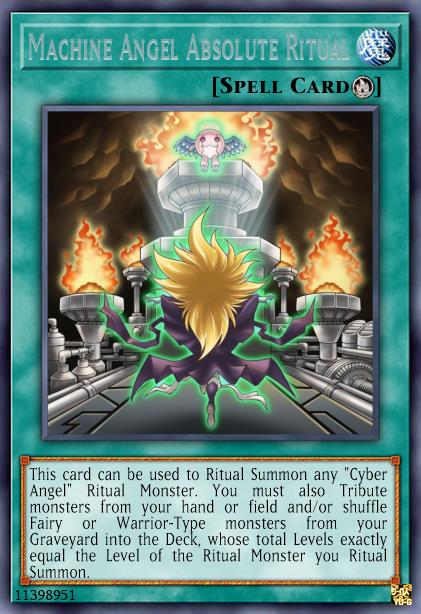 Machine Angel Absolute Ritual 魔
[Spell Card]
This card can be used to Ritual Summon any "Cyber
Angel" Ritual Monster. You must also Tribute
monsters from your hand or field and/or shuffle
Fairy or Warrior-Type monsters from your
Graveyard into the Deck, whose total Levels exactly
equal the Level of the Ritual Monster you Ritual
Summon.
11398951